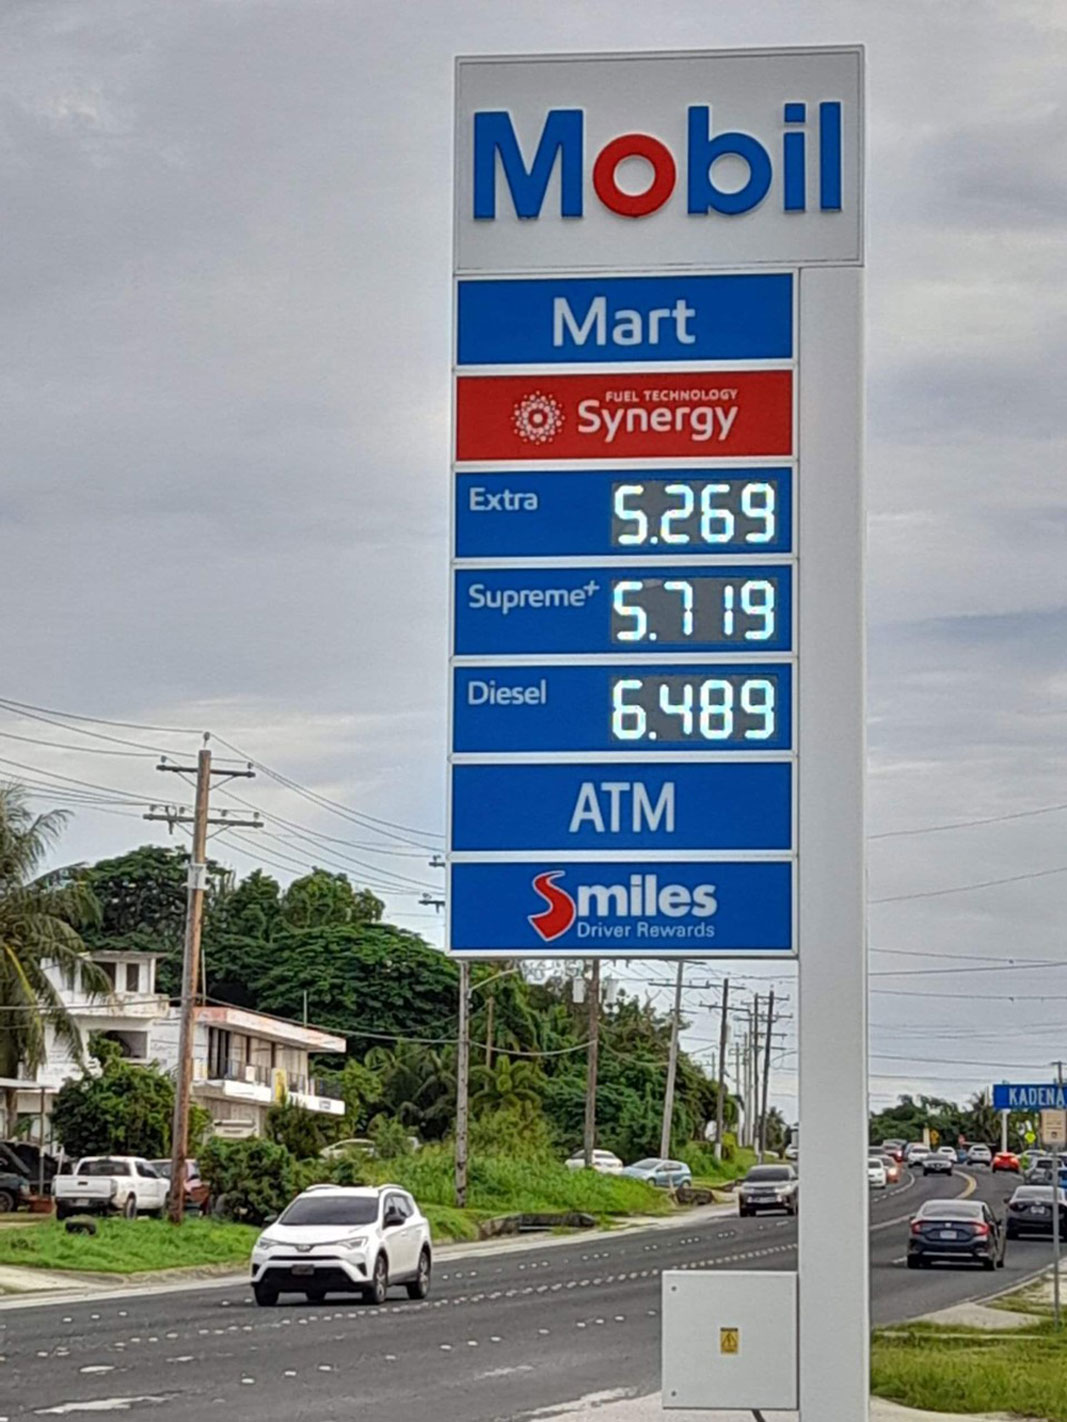 Mobil
Mart
FUEL TECHNOLOGY
Synergy
Extra 5.269
Supreme+ 5.719
Diesel 6.489
ATM
Smiles
Driver Rewards
KADENA